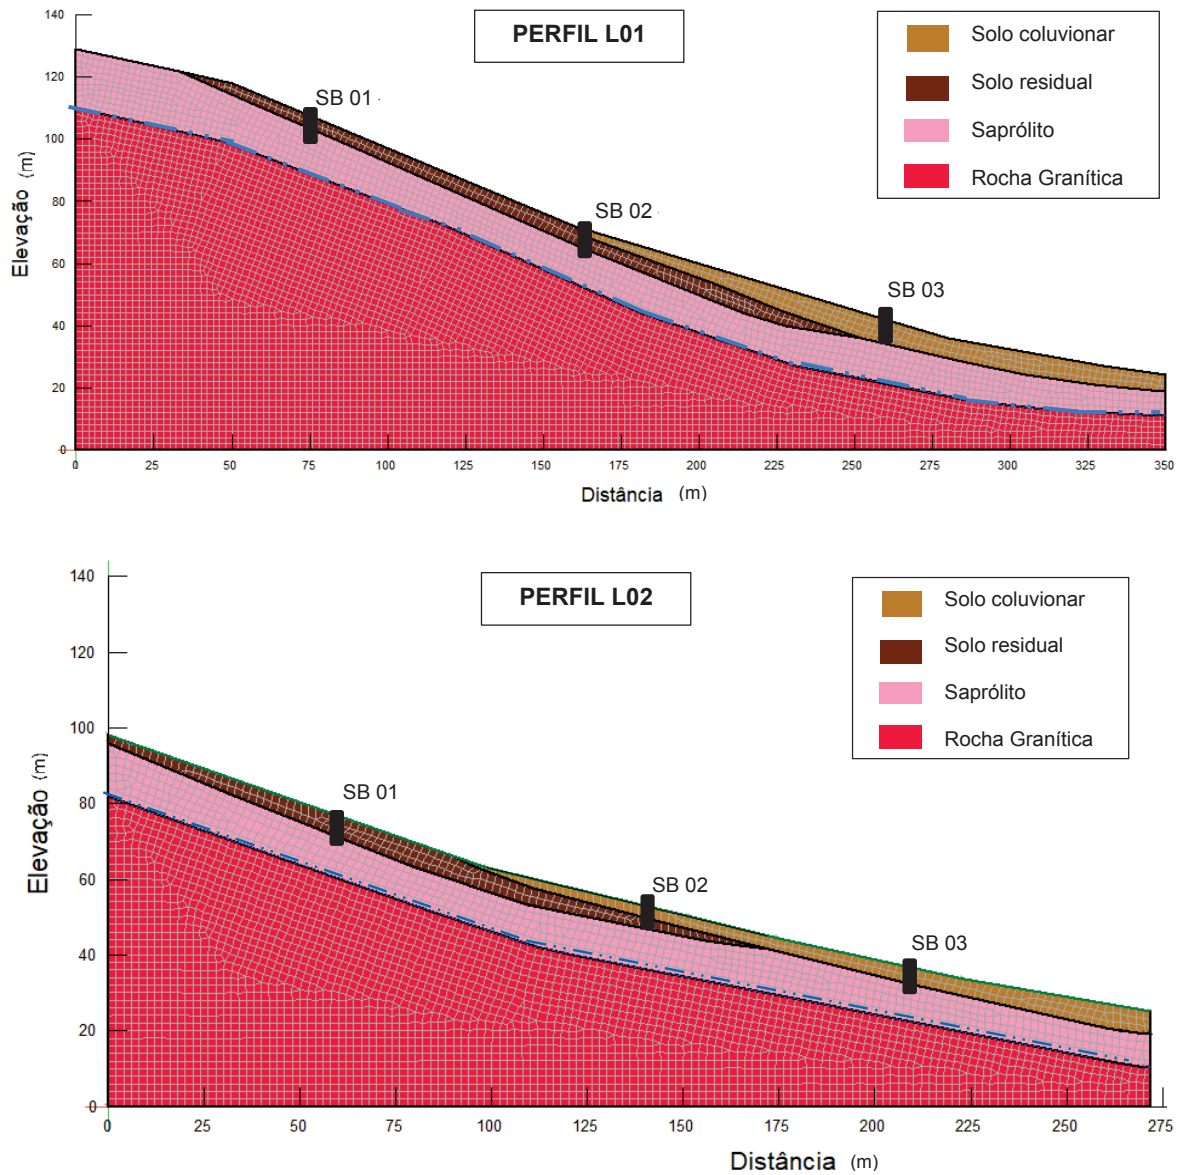 PERFIL L01
Solo coluvionar
Solo residual
Saprólito
Rocha Granítica
140
120
100
80
60
40
20
0
Elevação (m)
SB 01
SB 02
SB 03
0 25 50 75 100 125 150 175 200 225 250 275 300 325 350
Distância (m)
PERFIL L02
Solo coluvionar
Solo residual
Saprólito
Rocha Granítica
140
120
100
80
60
40
20
0
Elevação (m)
SB 01
SB 02
SB 03
0 25 50 75 100 125 150 175 200 225 250 275
Distância (m)